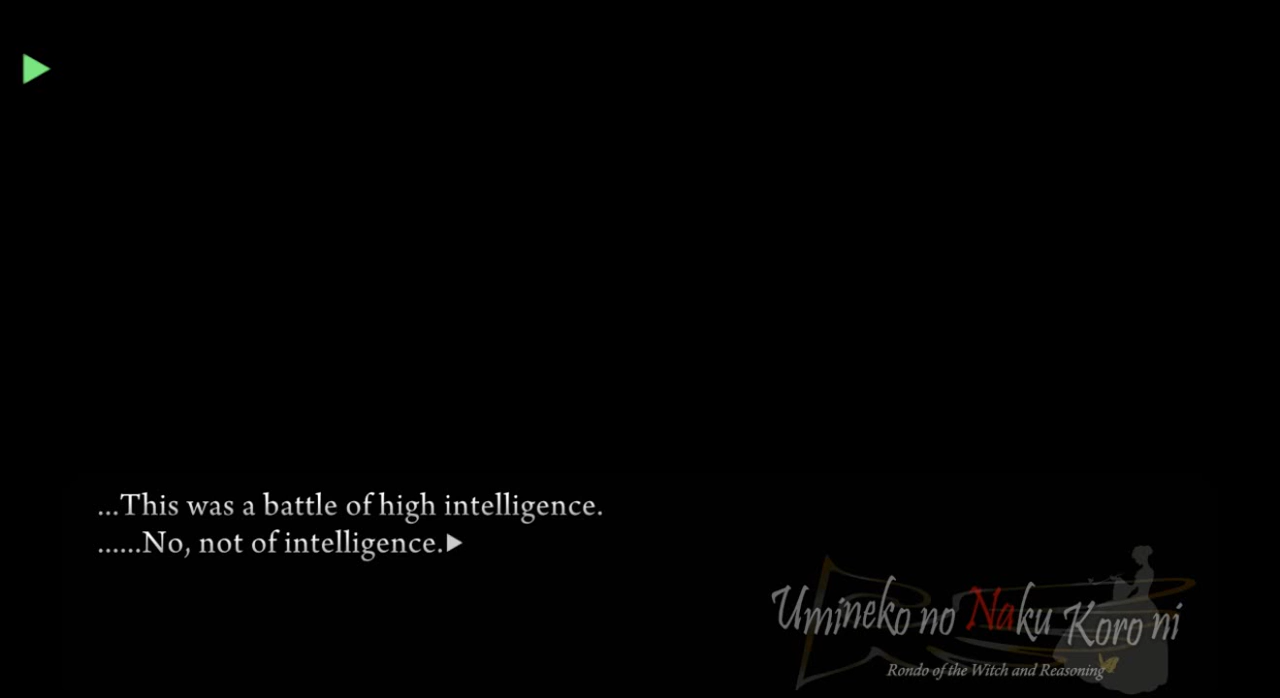 ...This was a battle of high intelligence.
......No, not of intelligence.
Umineko no Naku Koro ni
Rondo of the Witch and Reasoning